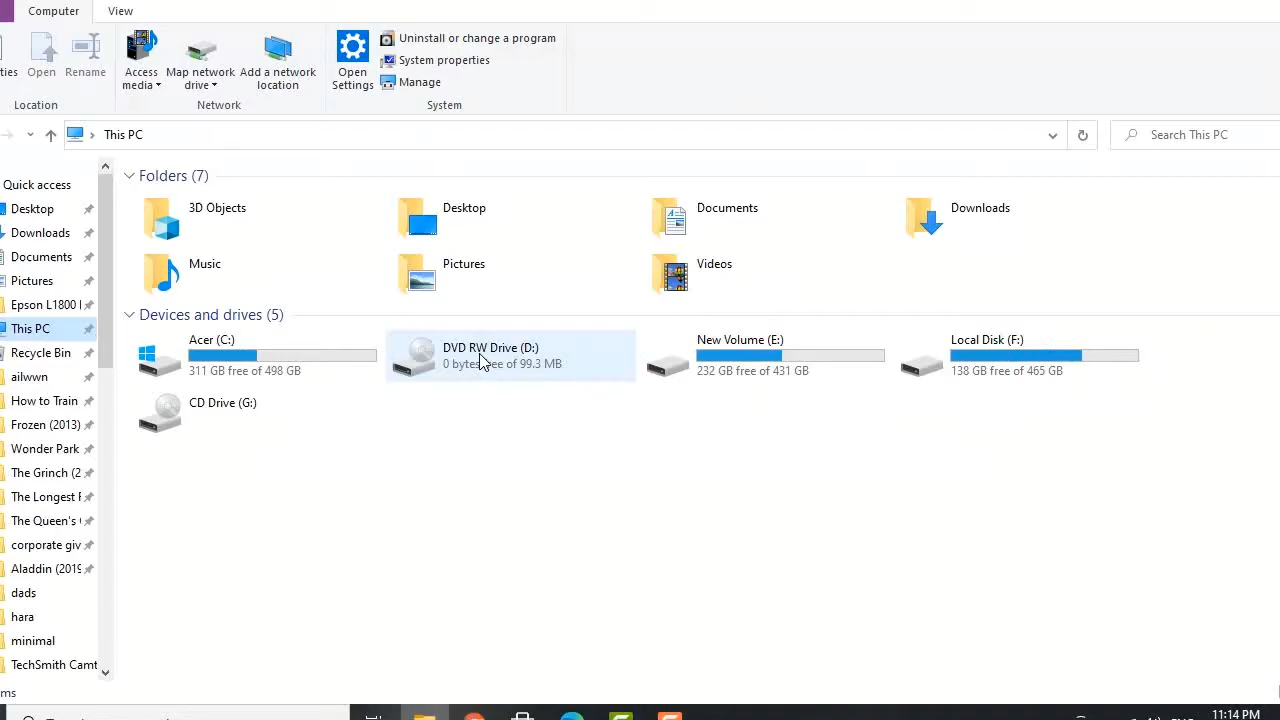 Computer View
ties Open Rename Access media Map network drive Add a network location Open Settings Uninstall or change a program
System properties
Manage
Location Network System
This PC Search This PC
Quick access
Desktop
Downloads
Documents
Pictures
Epson L1800
This PC
Recycle Bin
ailwwn
How to Train
Frozen (2013)
Wonder Park
The Grinch (2
The Longest
The Queen's
corporate giv
Aladdin (2019
dads
hara
minimal
TechSmith Camt
Folders (7)
3D Objects Desktop Documents Downloads
Music Pictures Videos
Devices and drives (5)
Acer (C:) DVD RW Drive (D:) New Volume (E:) Local Disk (F:)
311 GB free of 498 GB 0 bytes free of 99.3 MB 232 GB free of 431 GB 138 GB free of 465 GB
CD Drive (G:)
ms
11:14 PM